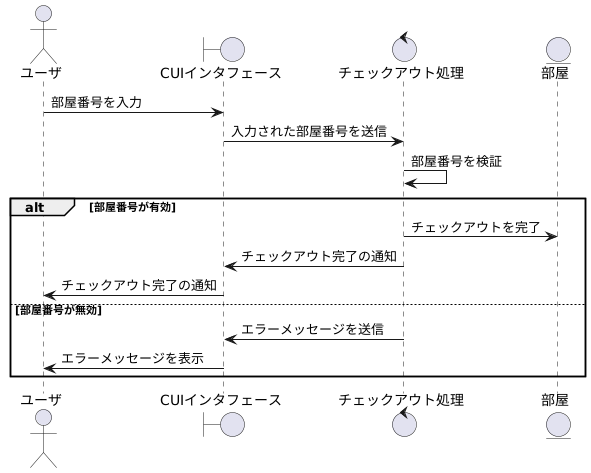 ユーザ
CUIインタフェース
チェックアウト処理
部屋
部屋番号を入力
入力された部屋番号を送信
部屋番号を検証
alt
[部屋番号が有効]
チェックアウトを完了
チェックアウト完了の通知
チェックアウト完了の通知
[部屋番号が無効]
エラーメッセージを送信
エラーメッセージを表示
ユーザ
CUIインタフェース
チェックアウト処理
部屋